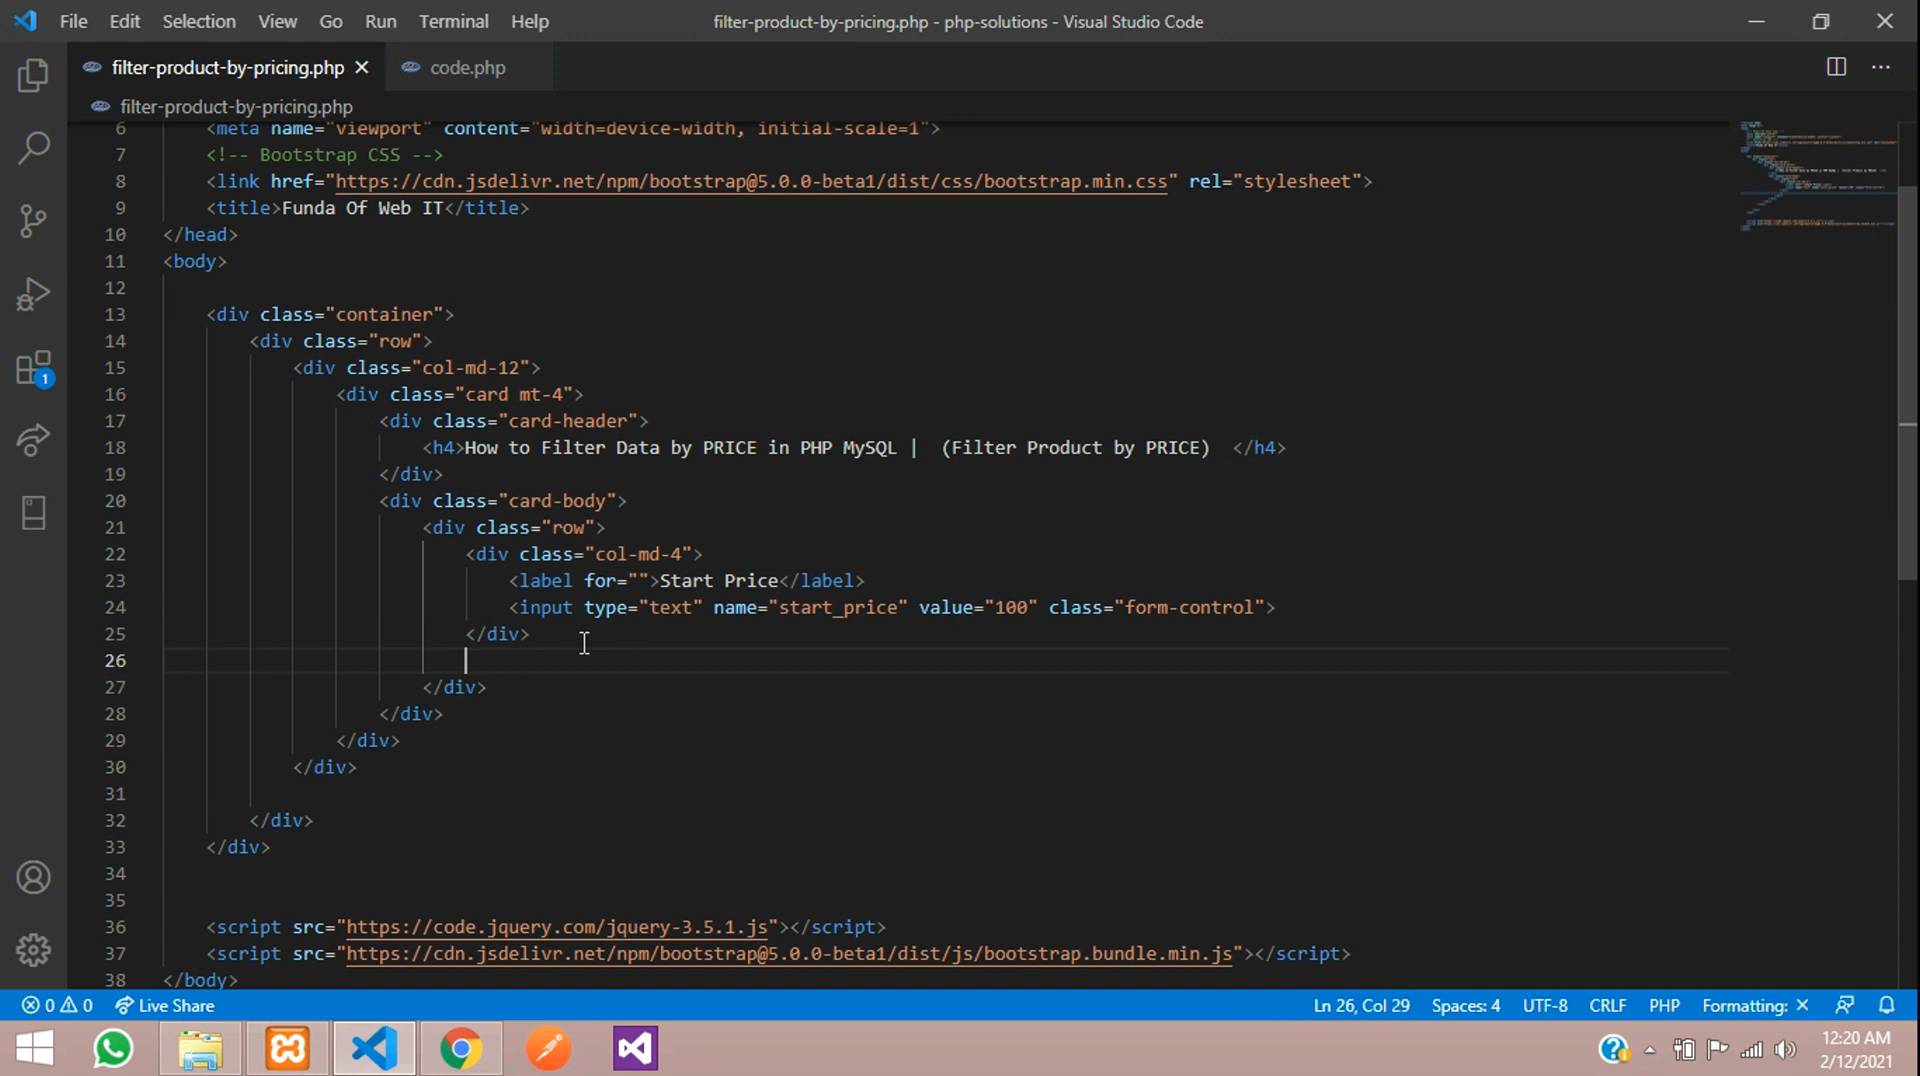 File Edit Selection View Go Run Terminal Help filter-product-by-pricing.php - php-solutions - Visual Studio Code
filter-product-by-pricing.php code.php
filter-product-by-pricing.php
6 <meta name="viewport" content="width=device-width, initial-scale=1">
7 <!-- Bootstrap CSS -->
8 <link href="https://cdn.jsdelivr.net/npm/bootstrap@5.0.0-beta1/dist/css/bootstrap.min.css" rel="stylesheet">
9 <title>Funda Of Web IT</title>
10 </head>
11 <body>
12
13 <div class="container">
14 <div class="row">
15 <div class="col-md-12">
16 <div class="card mt-4">
17 <div class="card-header">
18 <h4>How to Filter Data by PRICE in PHP MySQL |  (Filter Product by PRICE)  </h4>
19 </div>
20 <div class="card-body">
21 <div class="row">
22 <div class="col-md-4">
23 <label for="">Start Price</label>
24 <input type="text" name="start_price" value="100" class="form-control">
25 </div>
26
27 </div>
28 </div>
29 </div>
30 </div>
31
32 </div>
33 </div>
34
35
36 <script src="https://code.jquery.com/jquery-3.5.1.js"></script>
37 <script src="https://cdn.jsdelivr.net/npm/bootstrap@5.0.0-beta1/dist/js/bootstrap.bundle.min.js"></script>
38 </body>
1
0 0 Live Share Ln 26, Col 29 Spaces: 4 UTF-8 CRLF PHP Formatting: ×
12:20 AM
2/12/2021